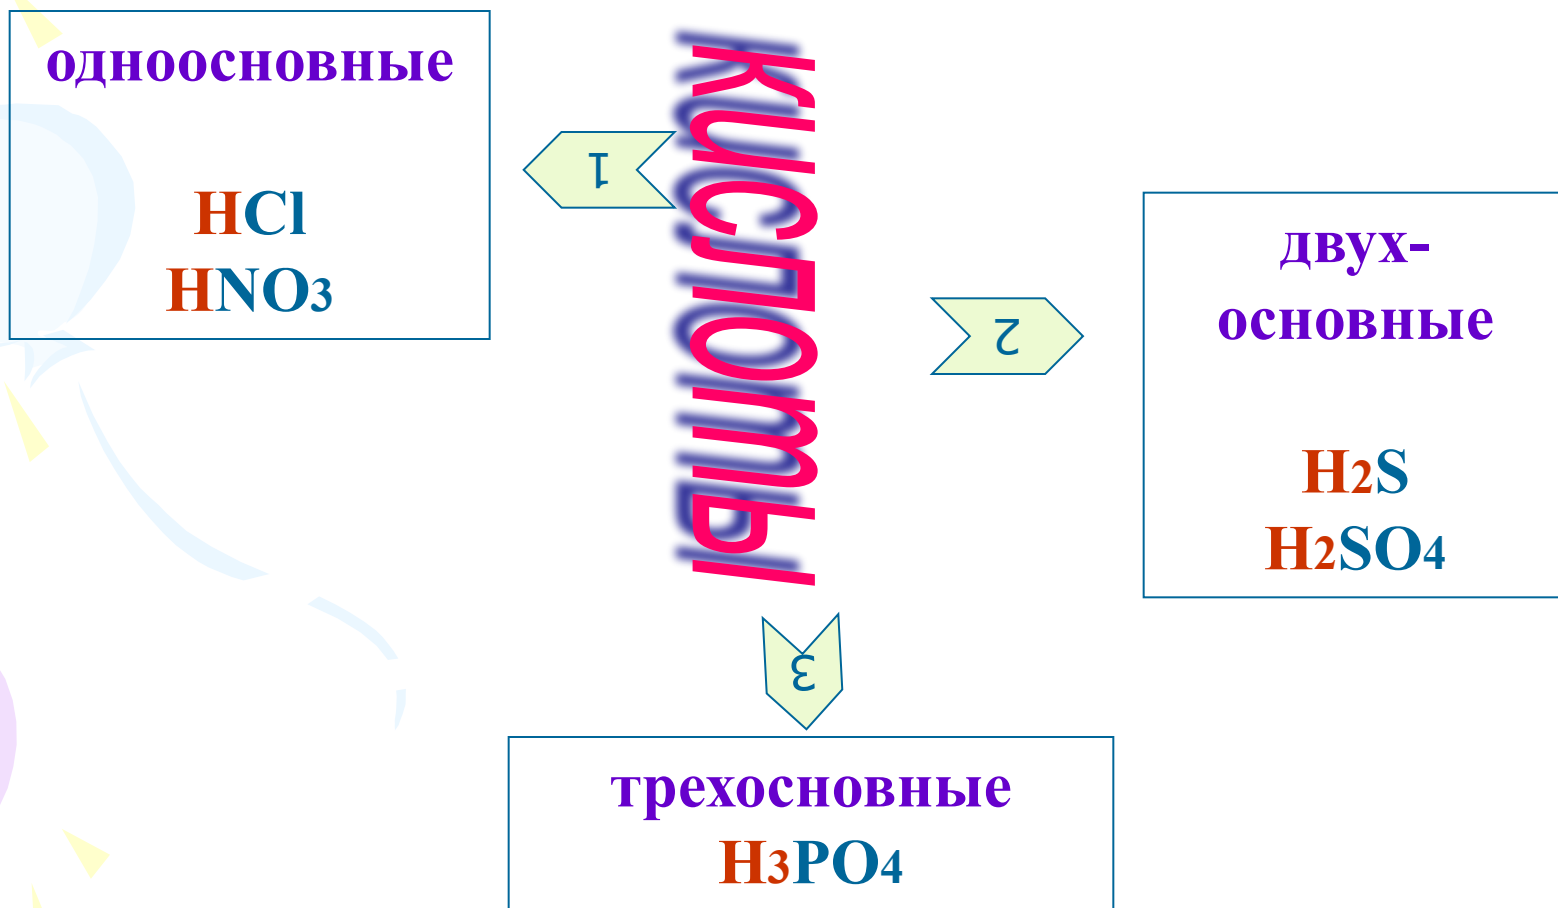 одноосновные
HCl
HNO3
кислоты
1
2
двух-
основные
H2S
H2SO4
3
трехосновные
H3PO4